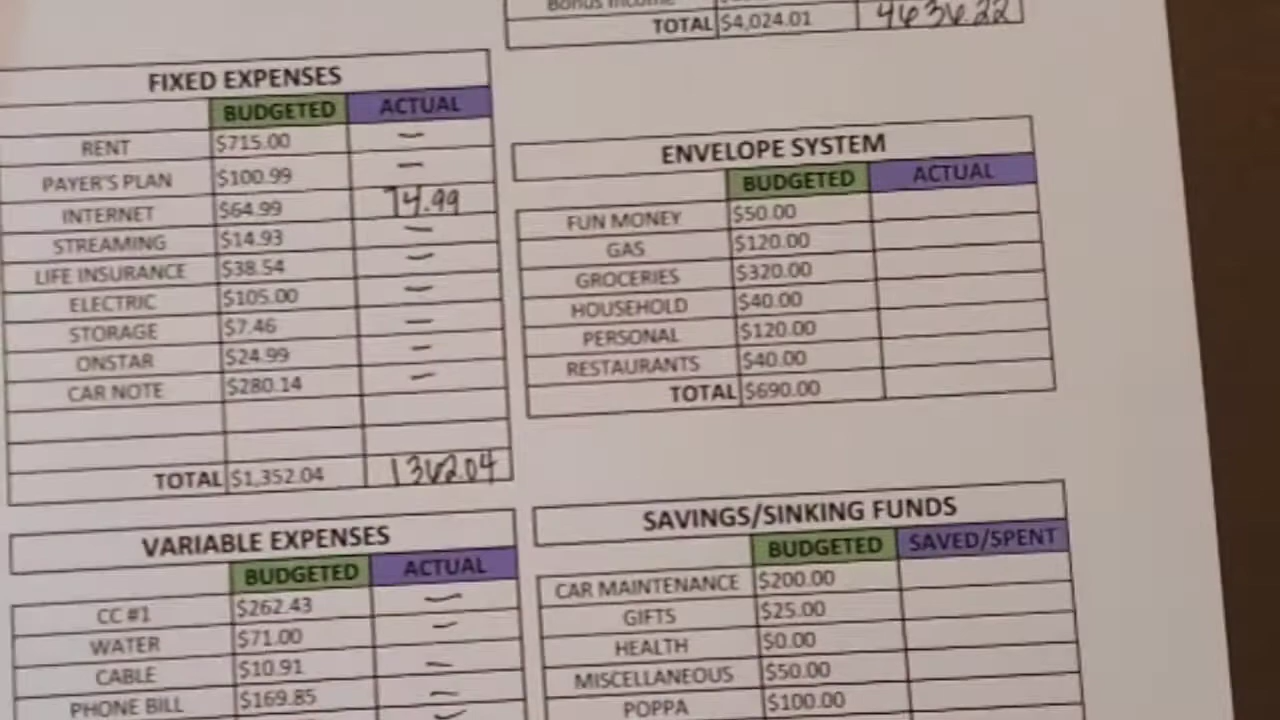 Bonus Income
TOTAL $4,024.01 4636.22
FIXED EXPENSES
BUDGETED ACTUAL
RENT $715.00 —
PAYER'S PLAN $100.99 —
INTERNET $64.99 74.99
STREAMING $14.93 —
LIFE INSURANCE $38.54 —
ELECTRIC $105.00 —
STORAGE $7.46 —
ONSTAR $24.99 —
CAR NOTE $280.14 —
TOTAL $1,352.04 1362.04
ENVELOPE SYSTEM
BUDGETED ACTUAL
FUN MONEY $50.00
GAS $120.00
GROCERIES $320.00
HOUSEHOLD $40.00
PERSONAL $120.00
RESTAURANTS $40.00
TOTAL $690.00
VARIABLE EXPENSES
BUDGETED ACTUAL
CC #1 $262.43 —
WATER $71.00 —
CABLE $10.91 —
PHONE BILL $169.85 —
SAVINGS/SINKING FUNDS
BUDGETED SAVED/SPENT
CAR MAINTENANCE $200.00
GIFTS $25.00
HEALTH $0.00
MISCELLANEOUS $50.00
POPPA $100.00